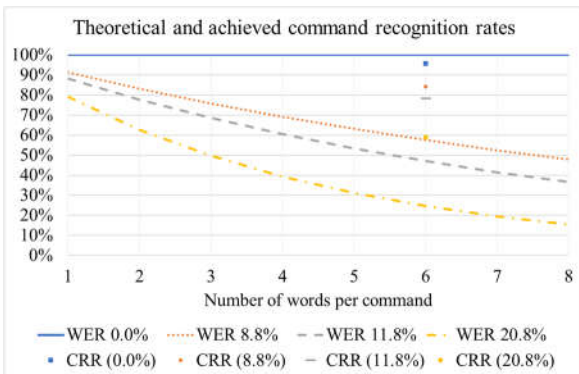 Theoretical and achieved command recognition rates
100%
90%
80%
70%
60%
50%
40%
30%
20%
10%
0%
1 2 3 4 5 6 7 8
Number of words per command
WER 0.0% WER 8.8% WER 11.8% WER 20.8%
CRR (0.0%) CRR (8.8%) CRR (11.8%) CRR (20.8%)